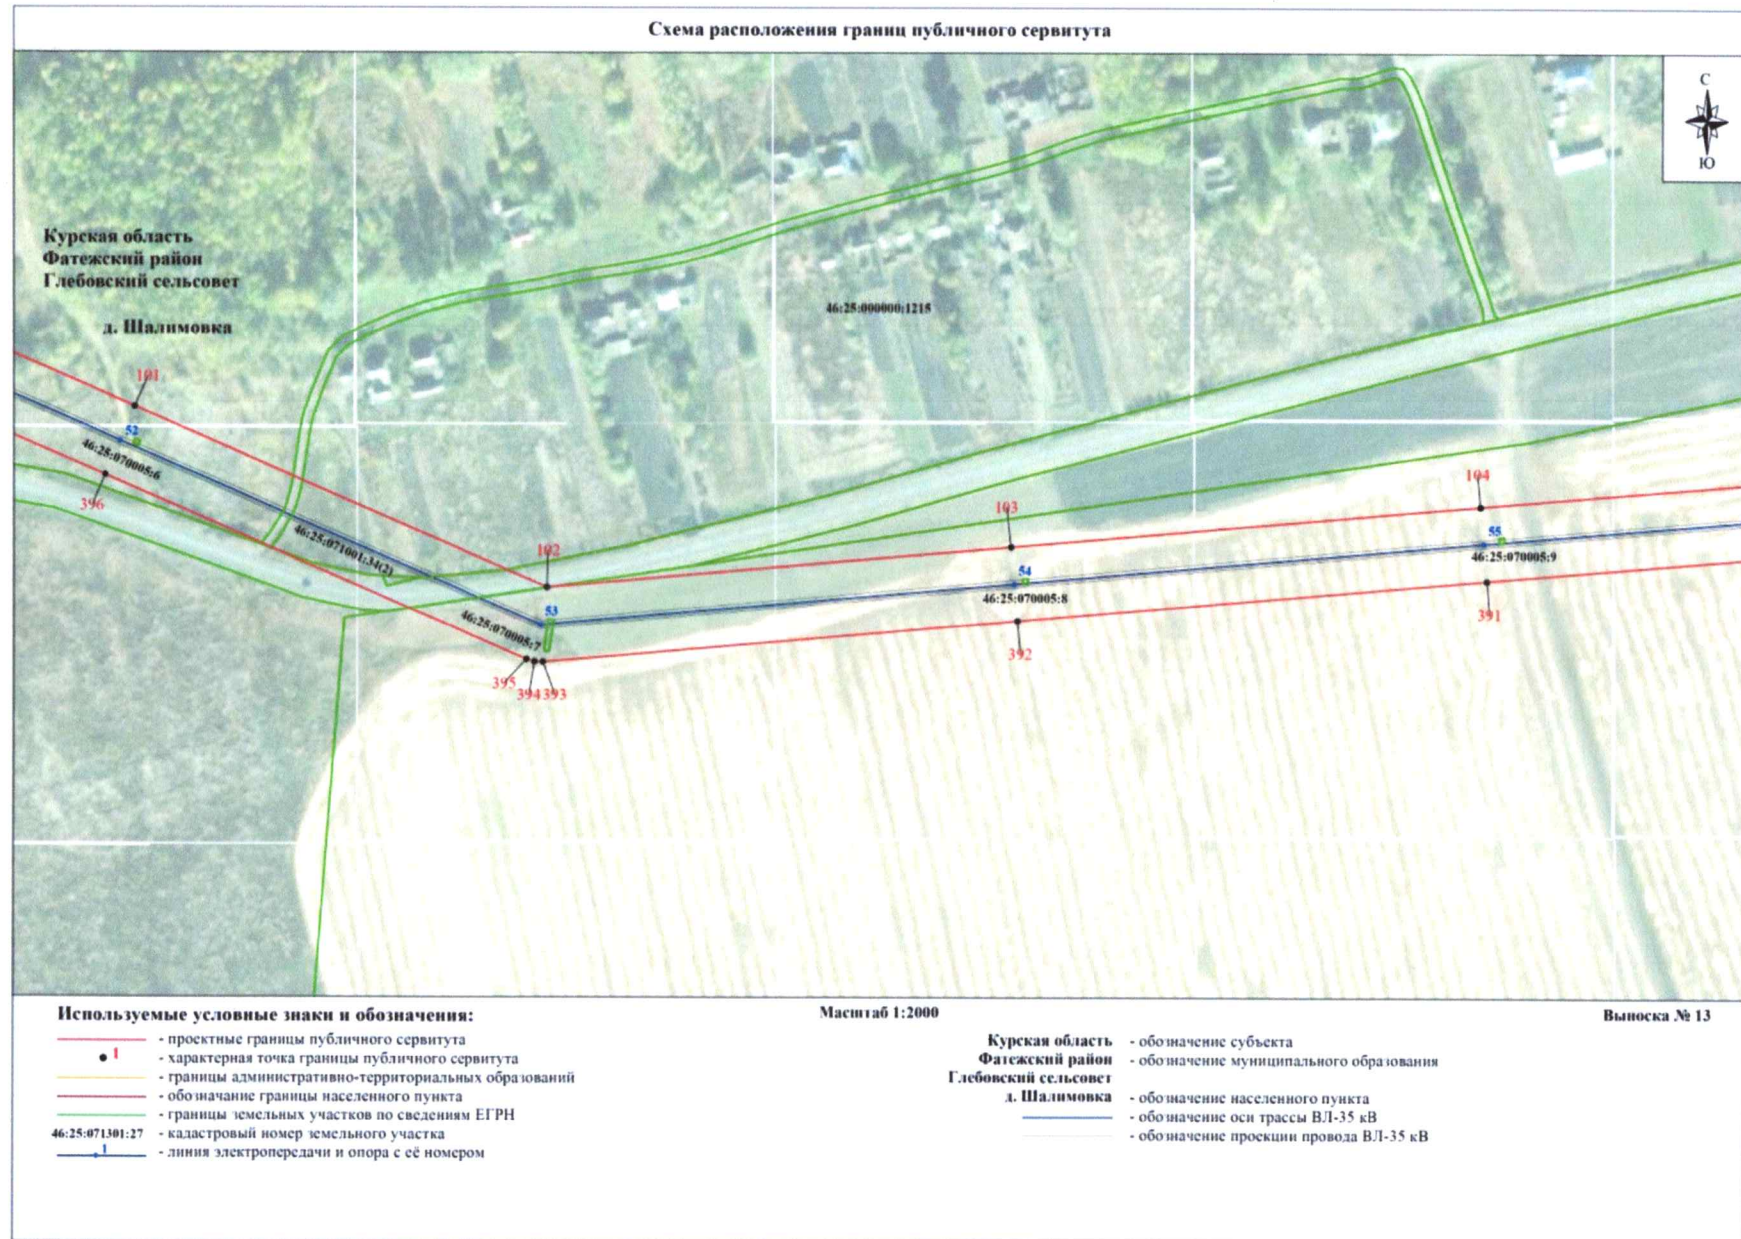 Схема расположения границ публичного сервитута
С
Ю
Курская область
Фатежский район
Глебовский сельсовет
д. Шалимовка
46:25:000000:1215
101
52
46:25:070005:6
396
46:25:071001:34(2)
102
53
46:25:070005:7
395
394
393
103
54
46:25:070005:8
392
104
55
46:25:070005:9
391
Используемые условные знаки и обозначения:
- проектные границы публичного сервитута
1 - характерная точка границы публичного сервитута
- границы административно-территориальных образований
- обозначание границы населенного пункта
- границы земельных участков по сведениям ЕГРН
46:25:071301:27 - кадастровый номер земельного участка
1 - линия электропередачи и опора с её номером
Масштаб 1:2000
Выноска № 13
Курская область - обозначение субъекта
Фатежский район - обозначение муниципального образования
Глебовский сельсовет
д. Шалимовка - обозначение населенного пункта
- обозначение оси трассы ВЛ-35 кВ
- обозначение проекции провода ВЛ-35 кВ